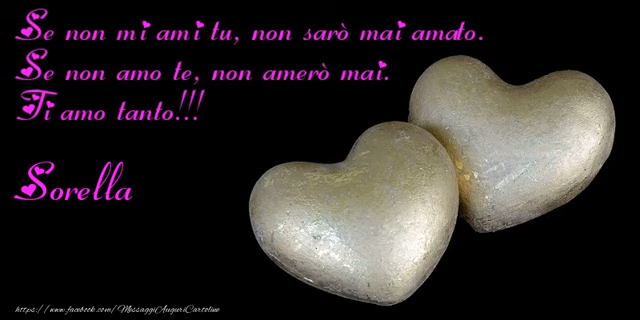 Se non mi ami tu, non sarò mai amato.
Se non amo te, non amerò mai.
Ti amo tanto!!!
Sorella
https://www.facebook.com/MessaggiAuguriCartoline